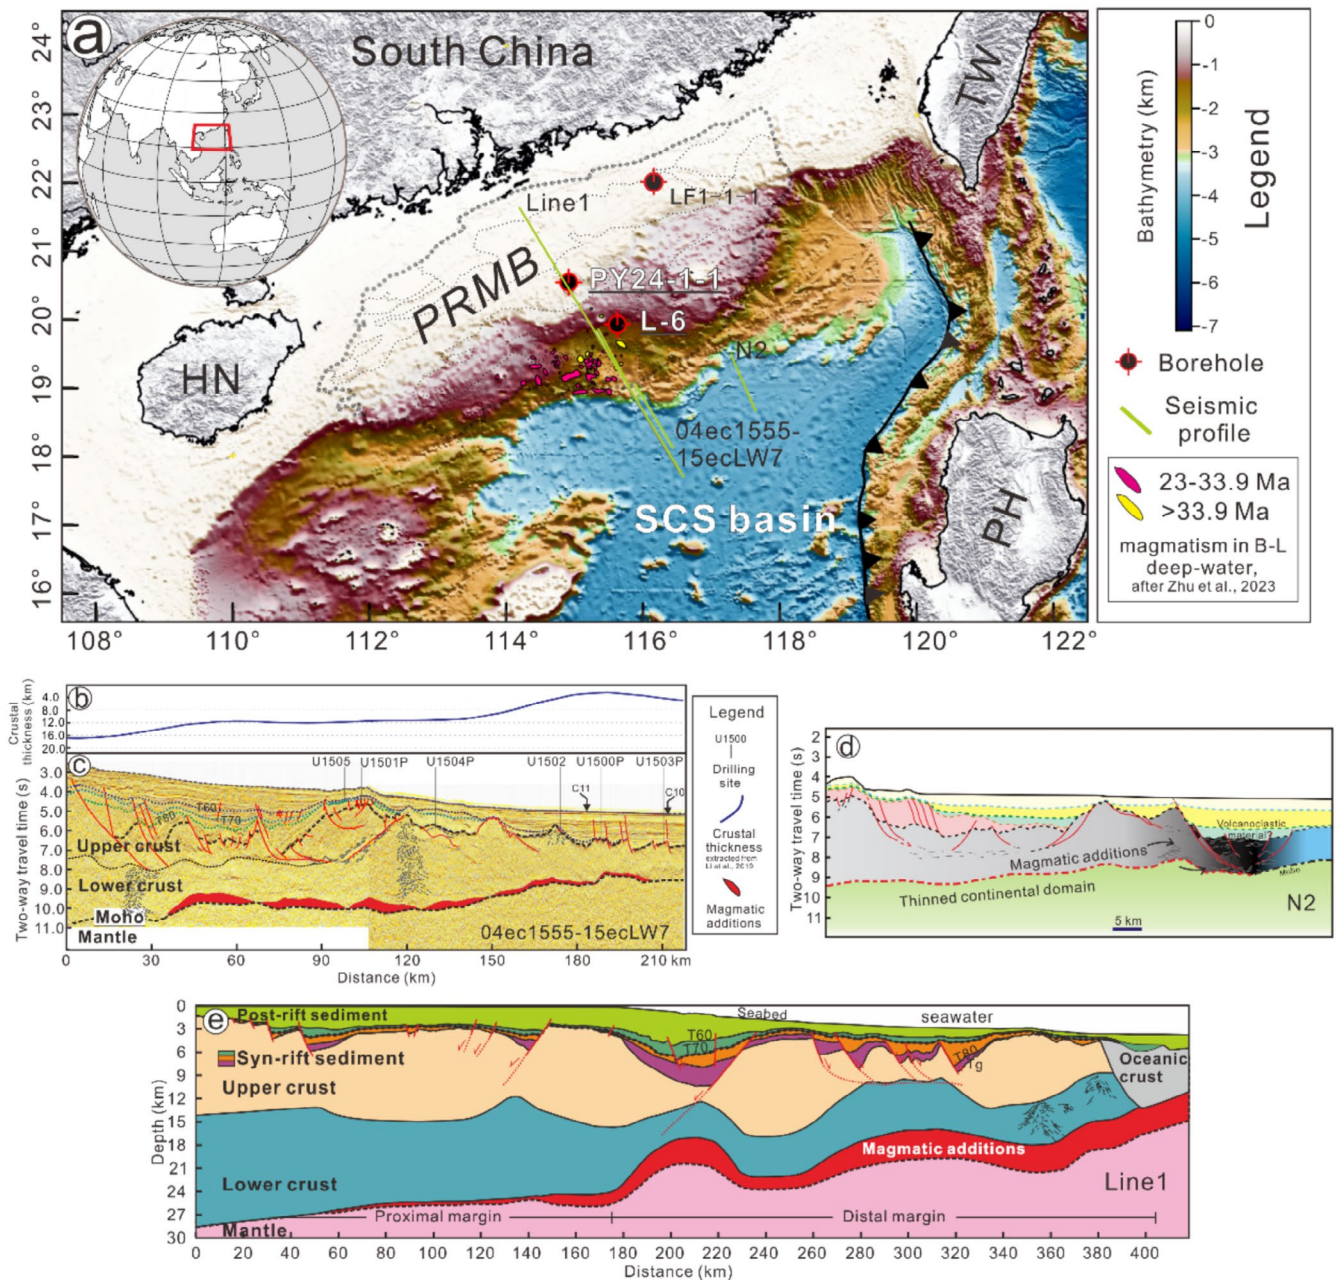 a
South China
TW
24°
23°
22°
21°
20°
19°
18°
17°
16°
Line1
LF1-1-1
PRMB
PY24-1-1
L-6
N2
HN
04ec1555-
15ecLW7
SCS basin
PH
108°
110°
112°
114°
116°
118°
120°
122°
Bathymetry (km)
0
-1
-2
-3
-4
-5
-6
-7
Legend
Borehole
Seismic
profile
23-33.9 Ma
>33.9 Ma
magmatism in B-L
deep-water,
after Zhu et al., 2023
b
Crustal
thickness (km)
4.0
8.0
12.0
16.0
20.0
c
Two-way travel time (s)
3.0
4.0
5.0
6.0
7.0
8.0
9.0
10.0
11.0
U1505
U1501P
U1504P
U1502
U1500P
U1503P
C11
C10
T60
T80
T70
Upper crust
Lower crust
Moho
Mantle
04ec1555-15ecLW7
0
30
60
90
120
150
180
210 km
Distance (km)
Legend
U1500
Drilling
site
Crustal
thickness
extracted from
Li et al., 2010
Magmatic
additions
d
Two-way travel time (s)
2
3
4
5
6
7
8
9
10
11
Volcanoclastic
material?
Magmatic additions
Moho
Thinned continental domain
5 km
N2
e
Depth (km)
0
3
6
9
12
15
18
21
24
27
30
Post-rift sediment
Seabed
seawater
T60
T70
Syn-rift sediment
T80
Tg
Oceanic
crust
Upper crust
Magmatic additions
Lower crust
Line1
Proximal margin
Distal margin
Mantle
0
20
40
60
80
100
120
140
160
180
200
220
240
260
280
300
320
340
360
380
400
Distance (km)